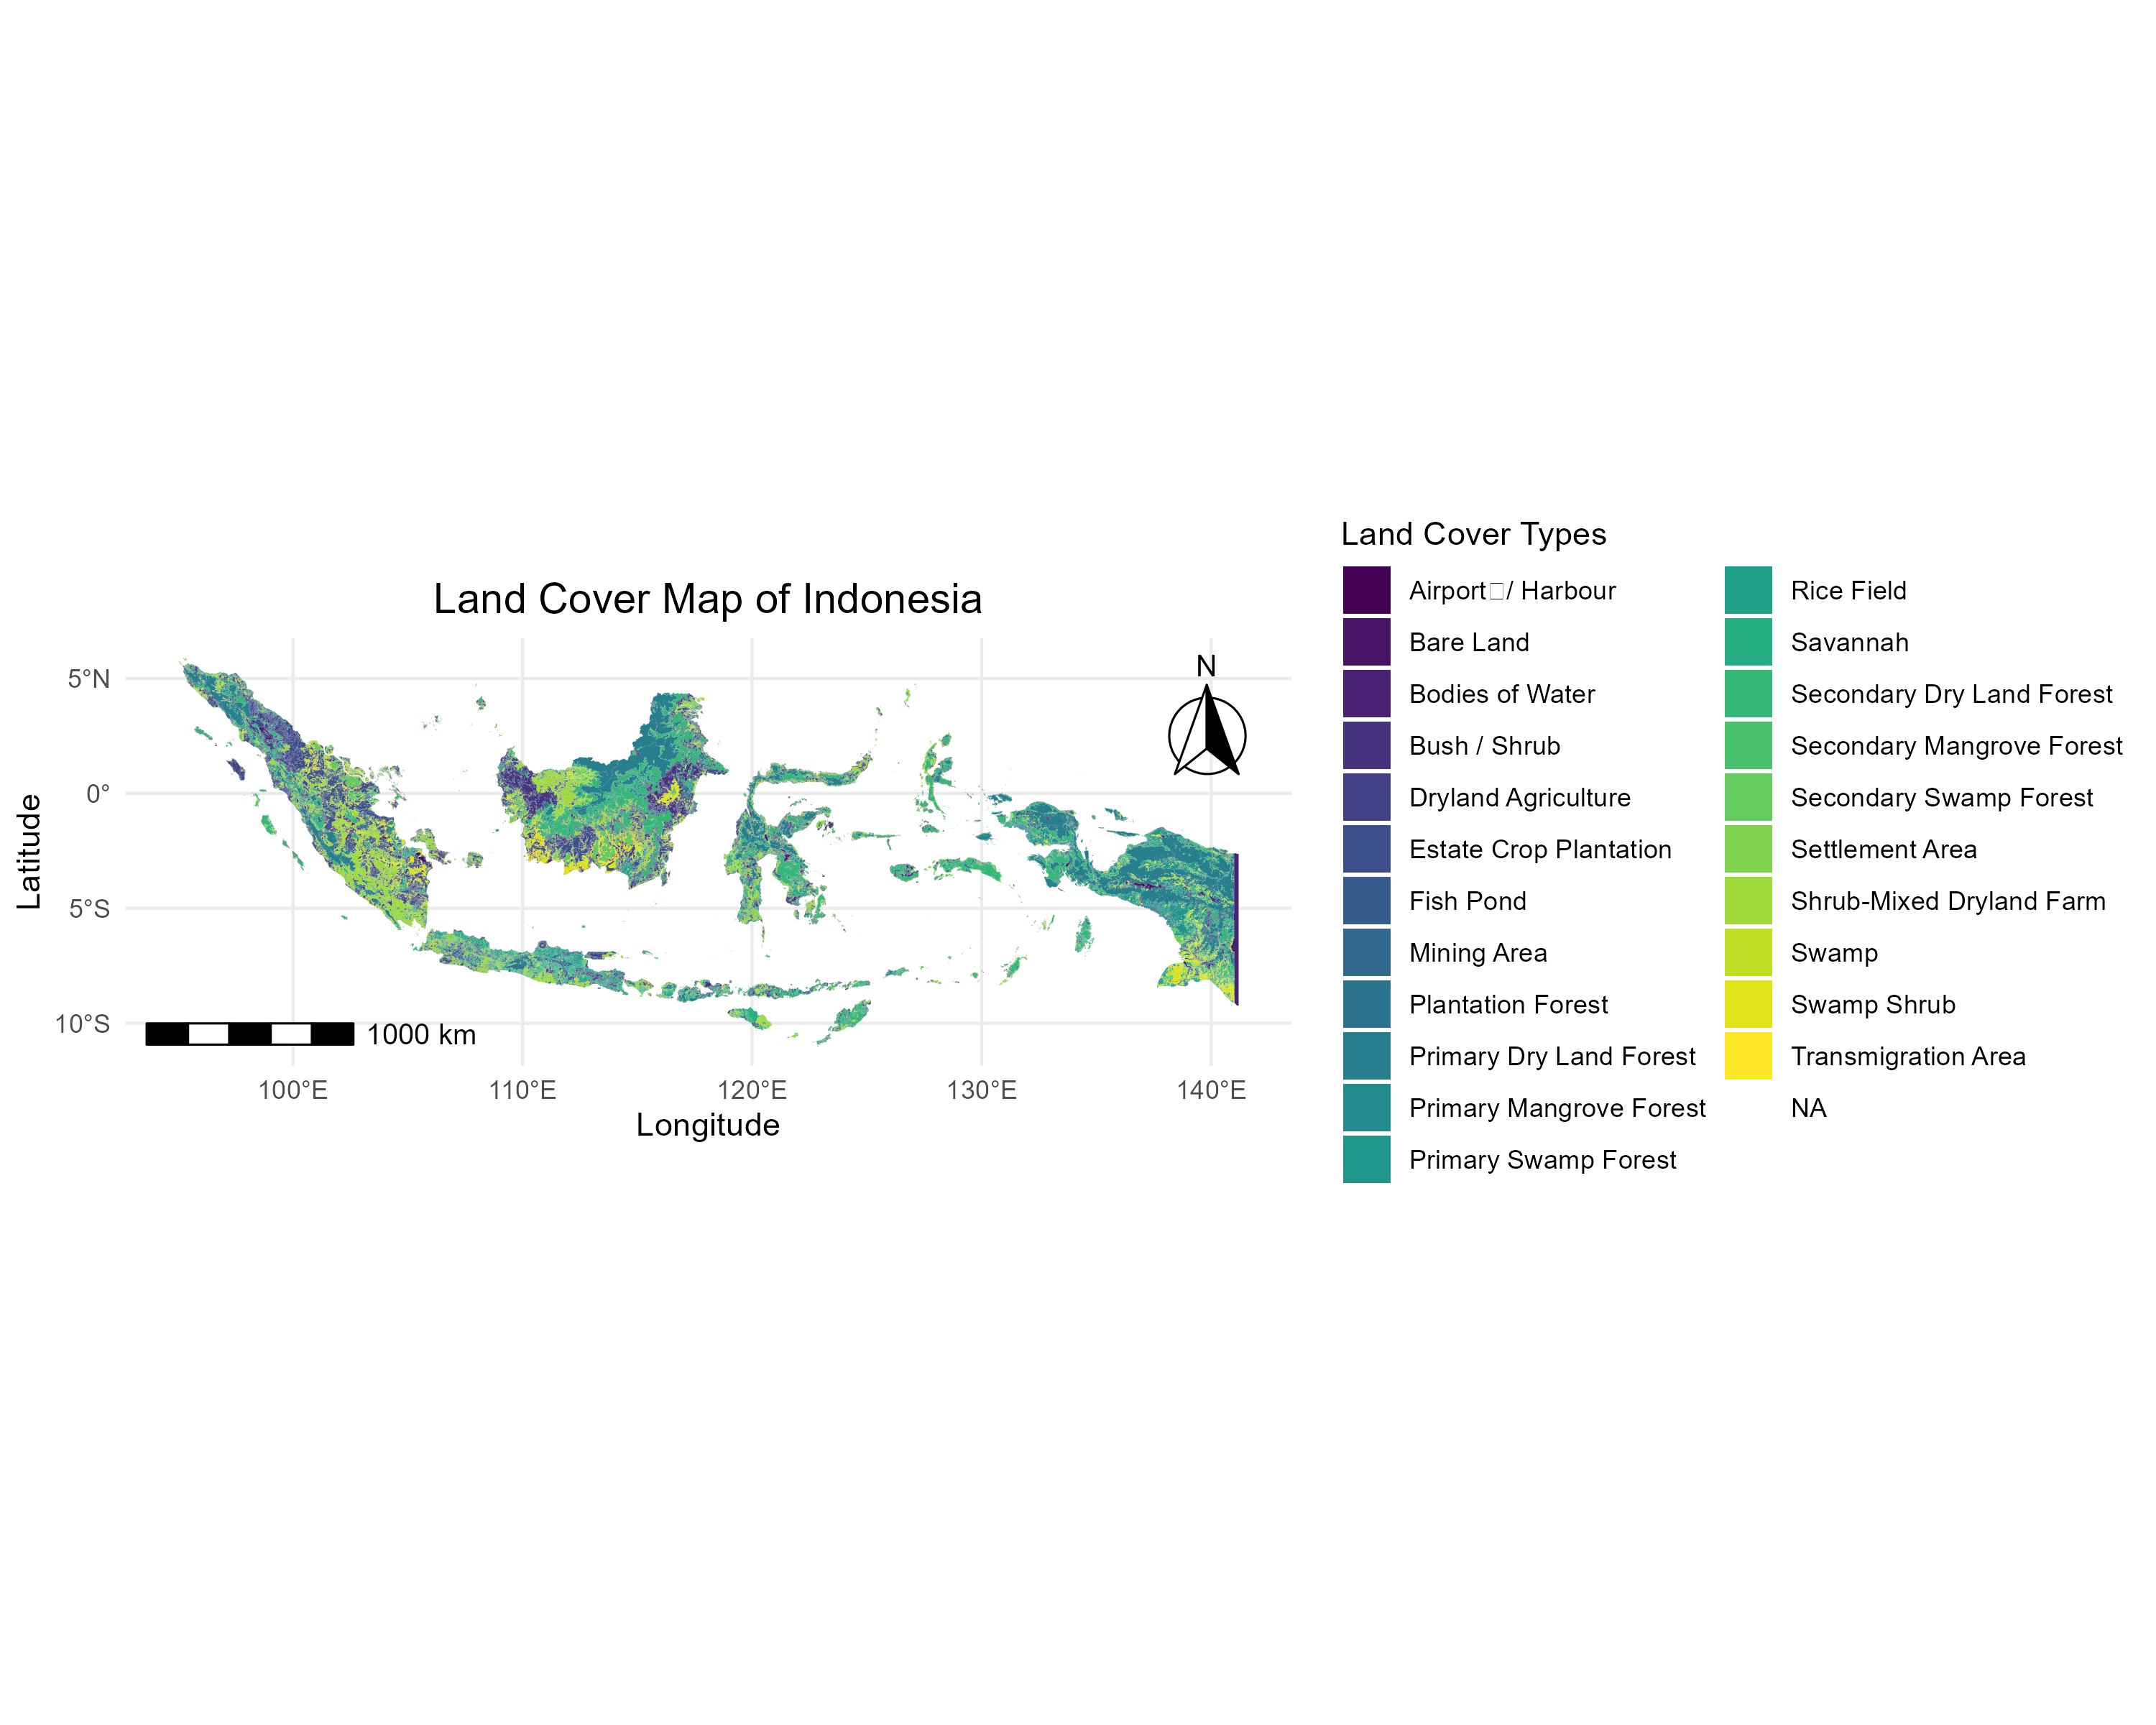 Land Cover Map of Indonesia
N
5°N
0°
5°S
10°S
Latitude
1000 km
100°E
110°E
120°E
130°E
140°E
Longitude
Land Cover Types
Airport□/ Harbour
Bare Land
Bodies of Water
Bush / Shrub
Dryland Agriculture
Estate Crop Plantation
Fish Pond
Mining Area
Plantation Forest
Primary Dry Land Forest
Primary Mangrove Forest
Primary Swamp Forest
Rice Field
Savannah
Secondary Dry Land Forest
Secondary Mangrove Forest
Secondary Swamp Forest
Settlement Area
Shrub-Mixed Dryland Farm
Swamp
Swamp Shrub
Transmigration Area
NA